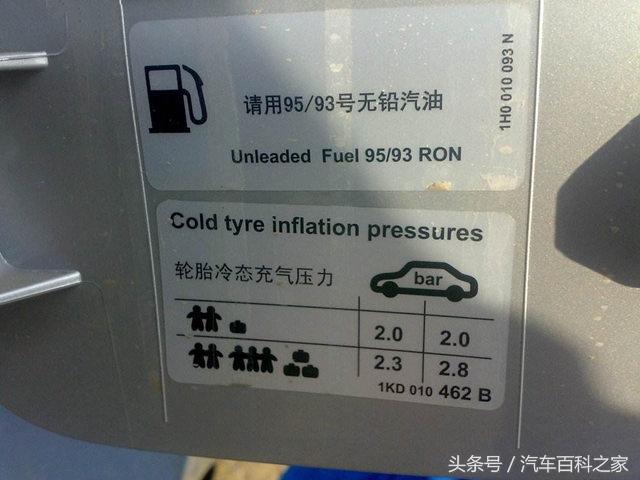 请用95/93号无铅汽油
Unleaded Fuel 95/93 RON
1H0 010 093 N
Cold tyre inflation pressures
轮胎冷态充气压力
bar
2.0 2.0
2.3 2.8
1KD 010 462 B
头条号／汽车百科之家